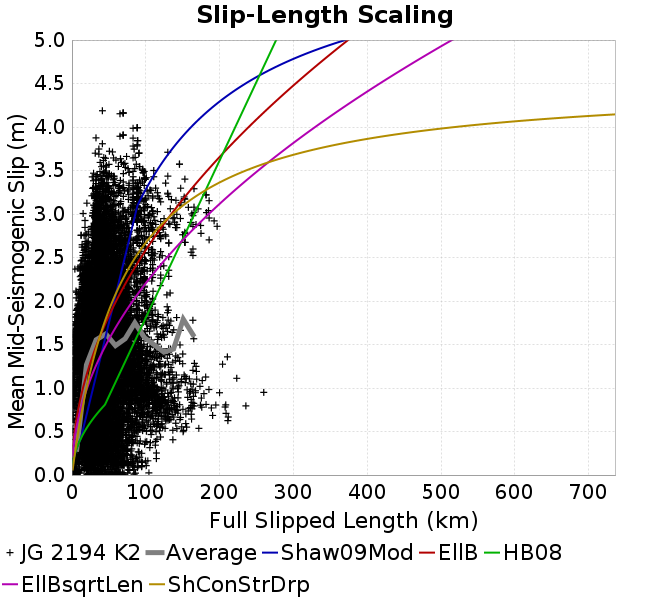 Slip-Length Scaling
Mean Mid-Seismogenic Slip (m)
5.0
4.5
4.0
3.5
3.0
2.5
2.0
1.5
1.0
0.5
0.0
0 100 200 300 400 500 600 700
Full Slipped Length (km)
JG 2194 K2 Average Shaw09Mod EllB HB08
EllBsqrtLen ShConStrDrp